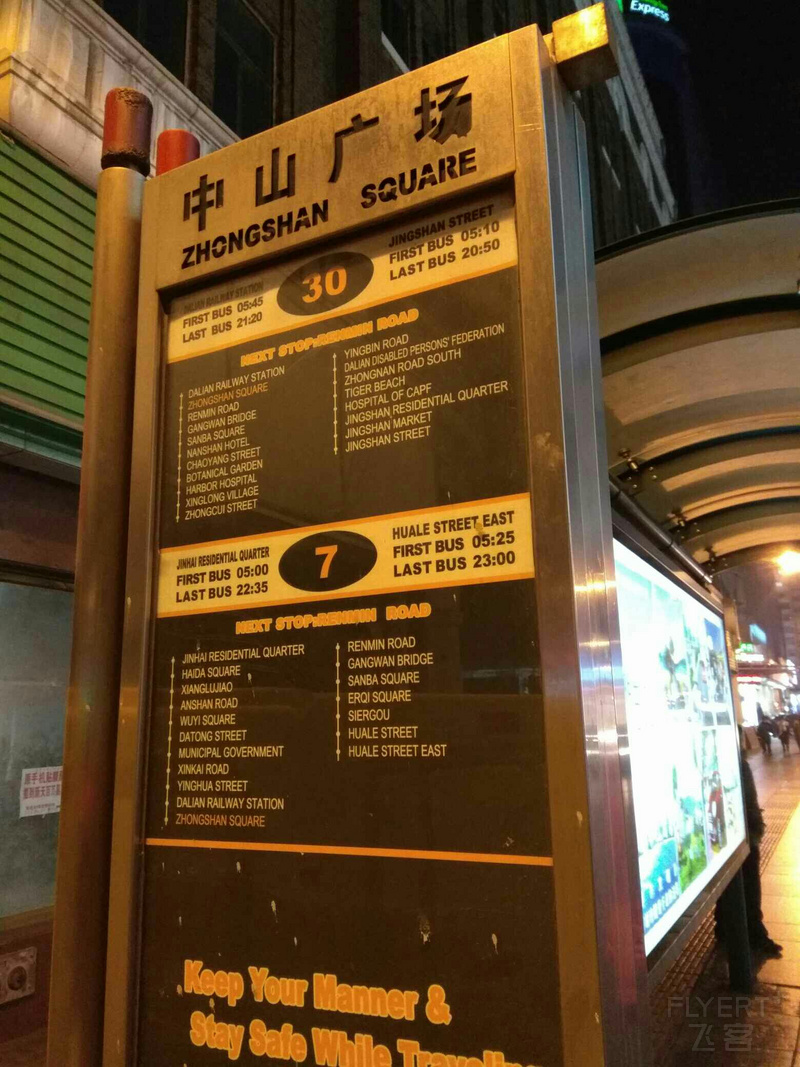 Express
中山广场
ZHONGSHAN SQUARE
DALIAN RAILWAY STATION
FIRST BUS 05:45
LAST BUS 21:20
30
JINGSHAN STREET
FIRST BUS 05:10
LAST BUS 20:50
NEXT STOP:RENMIN ROAD
DALIAN RAILWAY STATION
ZHONGSHAN SQUARE
RENMIN ROAD
GANGWAN BRIDGE
SANBA SQUARE
NANSHAN HOTEL
CHAOYANG STREET
BOTANICAL GARDEN
HARBOR HOSPITAL
XINGLONG VILLAGE
ZHONGCUI STREET
YINGBIN ROAD
DALIAN DISABLED PERSONS' FEDERATION
ZHONGNAN ROAD SOUTH
TIGER BEACH
HOSPITAL OF CAPF
JINGSHAN RESIDENTIAL QUARTER
JINGSHAN MARKET
JINGSHAN STREET
JINHAI RESIDENTIAL QUARTER
FIRST BUS 05:00
LAST BUS 22:35
7
HUALE STREET EAST
FIRST BUS 05:25
LAST BUS 23:00
NEXT STOP:RENMIN ROAD
JINHAI RESIDENTIAL QUARTER
HAIDA SQUARE
XIANGLUJIAO
ANSHAN ROAD
WUYI SQUARE
DATONG STREET
MUNICIPAL GOVERNMENT
XINKAI ROAD
YINGHUA STREET
DALIAN RAILWAY STATION
ZHONGSHAN SQUARE
RENMIN ROAD
GANGWAN BRIDGE
SANBA SQUARE
ERQI SQUARE
SIERGOU
HUALE STREET
HUALE STREET EAST
Keep Your Manner &
Stay Safe While Traveling
FLYERT
飞客